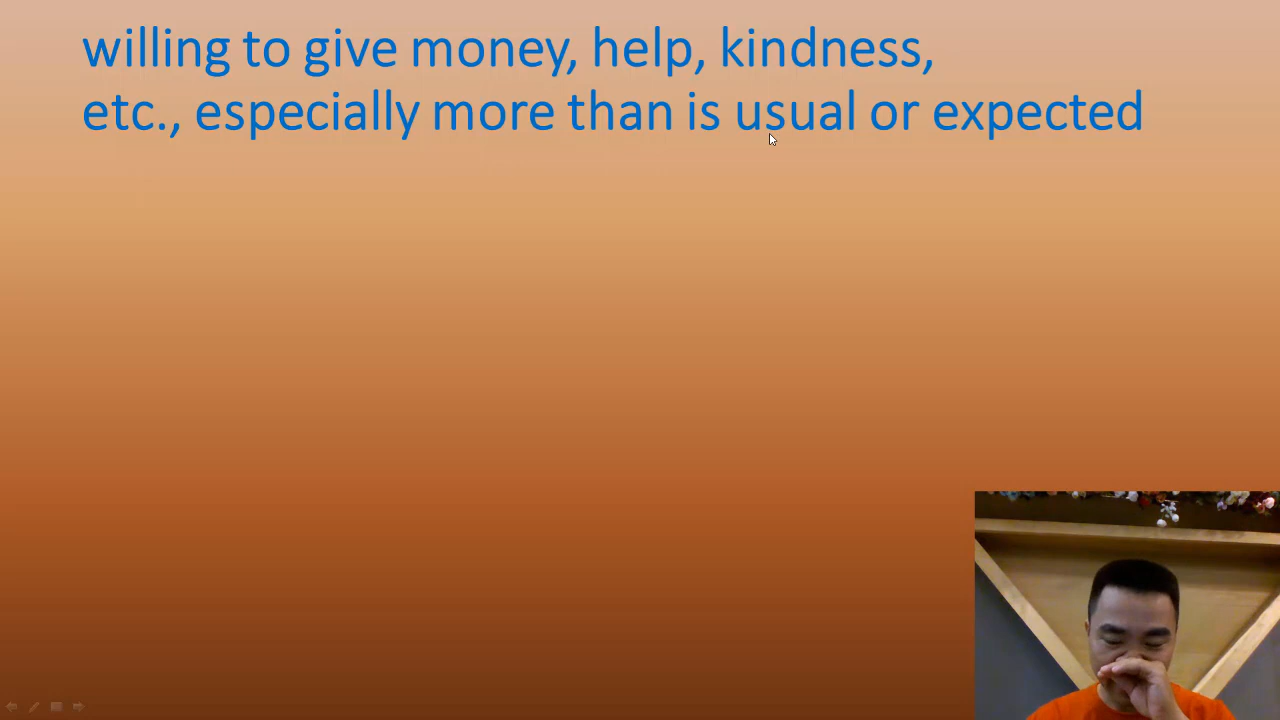 willing to give money, help, kindness,
etc., especially more than is usual or expected